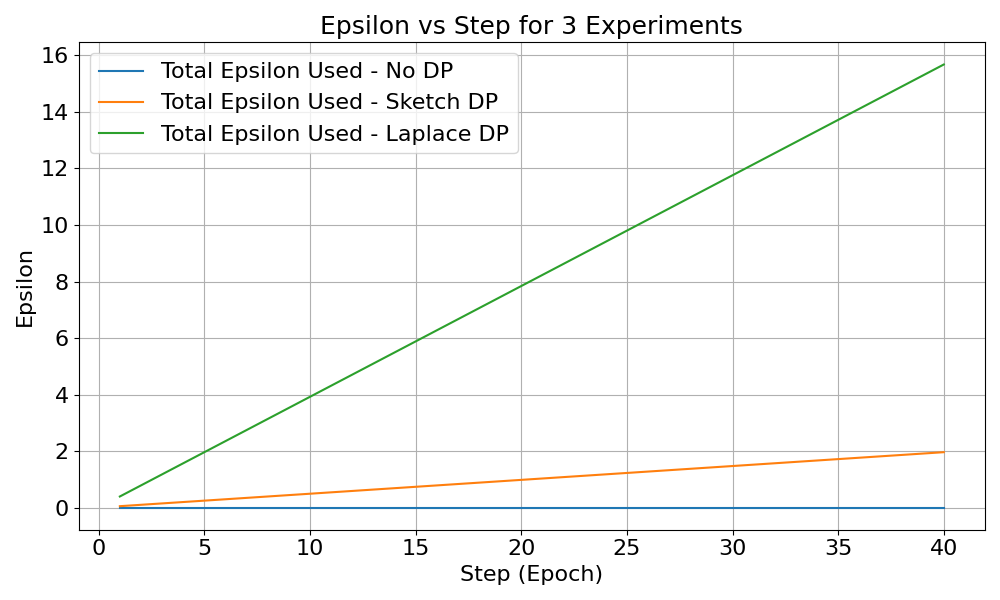 Epsilon vs Step for 3 Experiments
16
14
12
10
8
6
4
2
0
Epsilon
Total Epsilon Used - No DP
Total Epsilon Used - Sketch DP
Total Epsilon Used - Laplace DP
0 5 10 15 20 25 30 35 40
Step (Epoch)